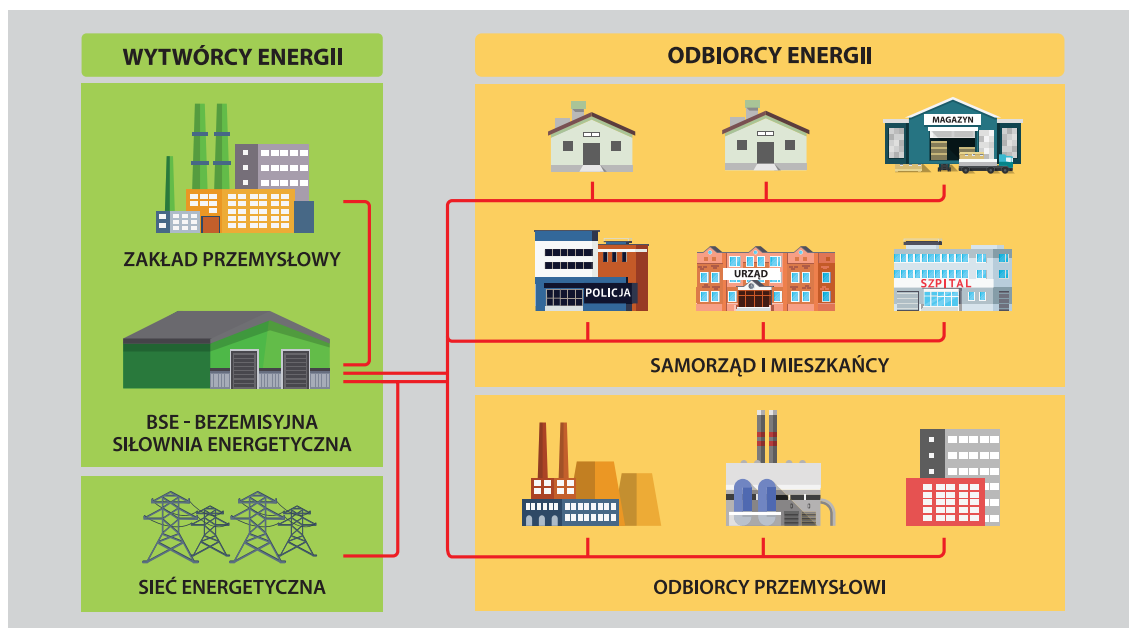 WYTWÓRCY ENERGII
ZAKŁAD PRZEMYSŁOWY
BSE - BEZEMISYJNA
SIŁOWNIA ENERGETYCZNA
SIEĆ ENERGETYCZNA
ODBIORCY ENERGII
MAGAZYN
POLICJA
URZĄD
SZPITAL
SAMORZĄD I MIESZKAŃCY
ODBIORCY PRZEMYSŁOWI